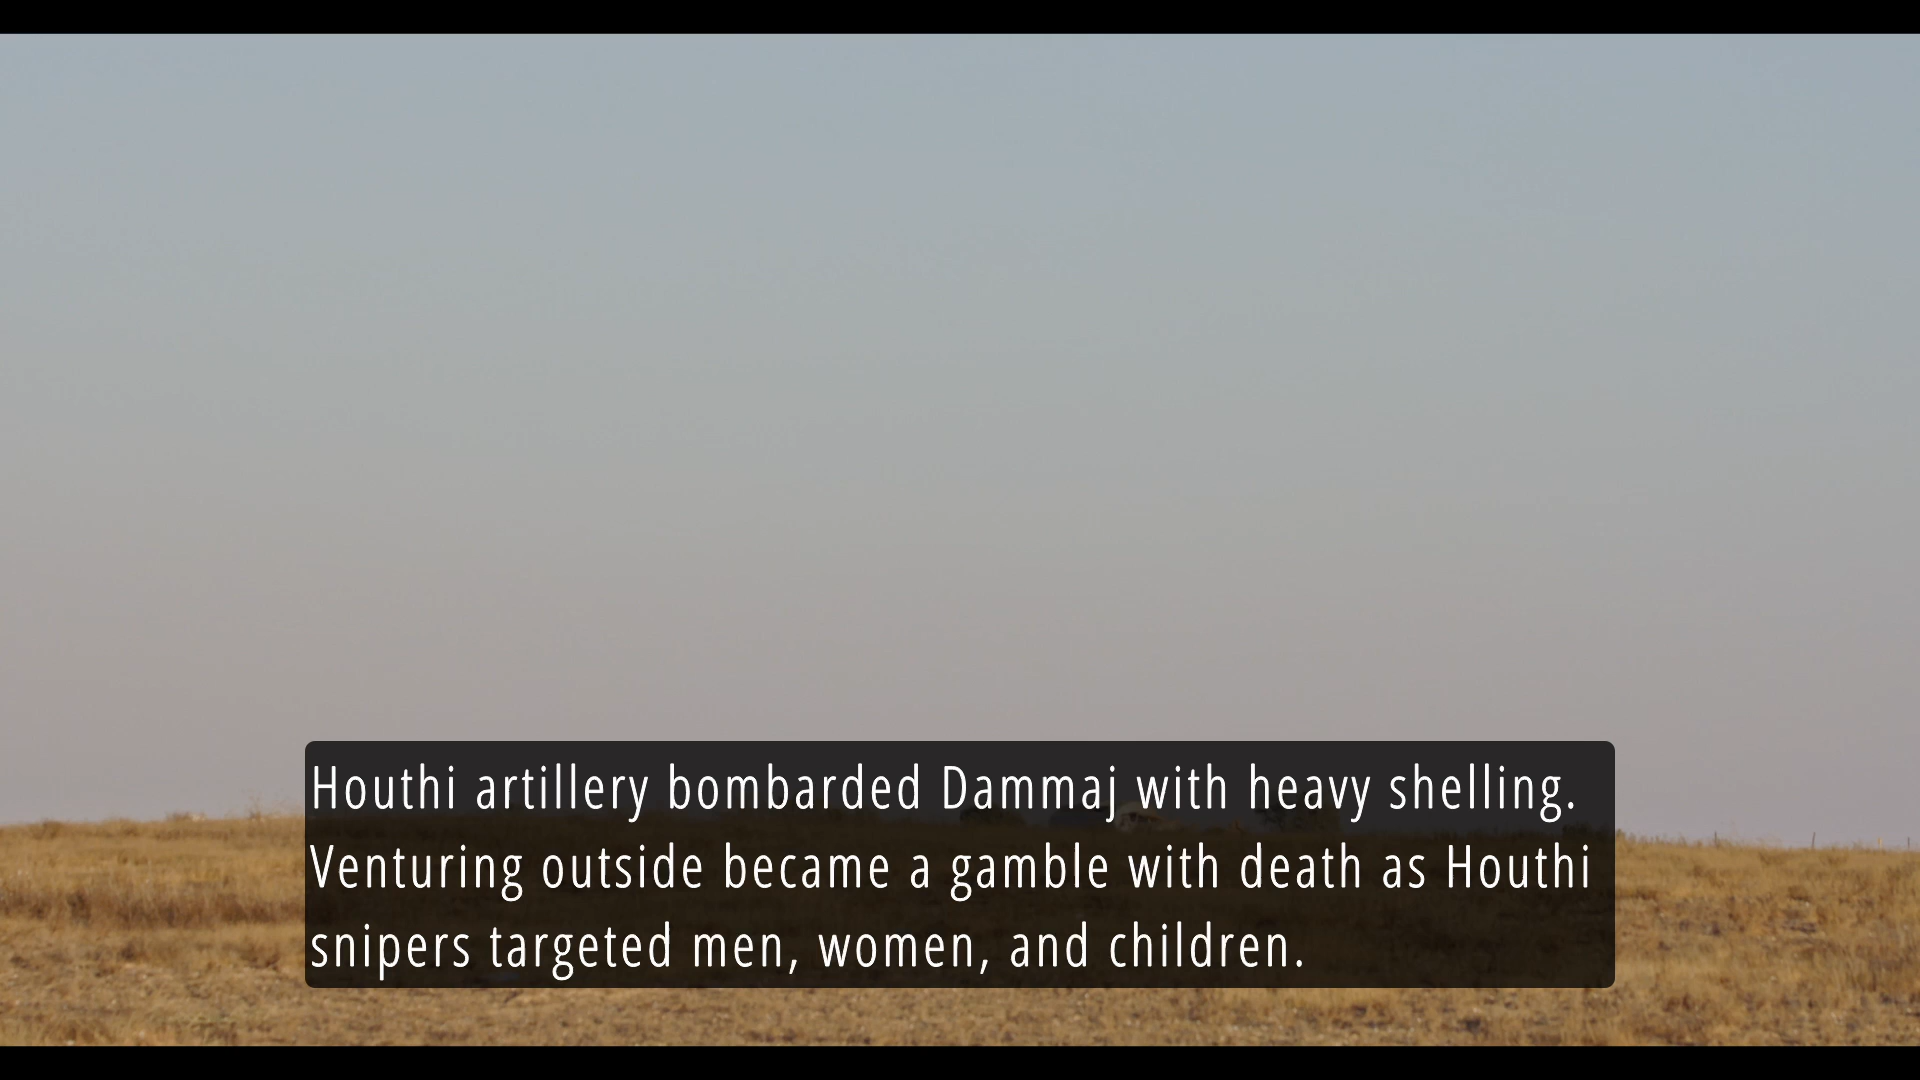 Houthi artillery bombarded Dammaj with heavy shelling.
Venturing outside became a gamble with death as Houthi
snipers targeted men, women, and children.